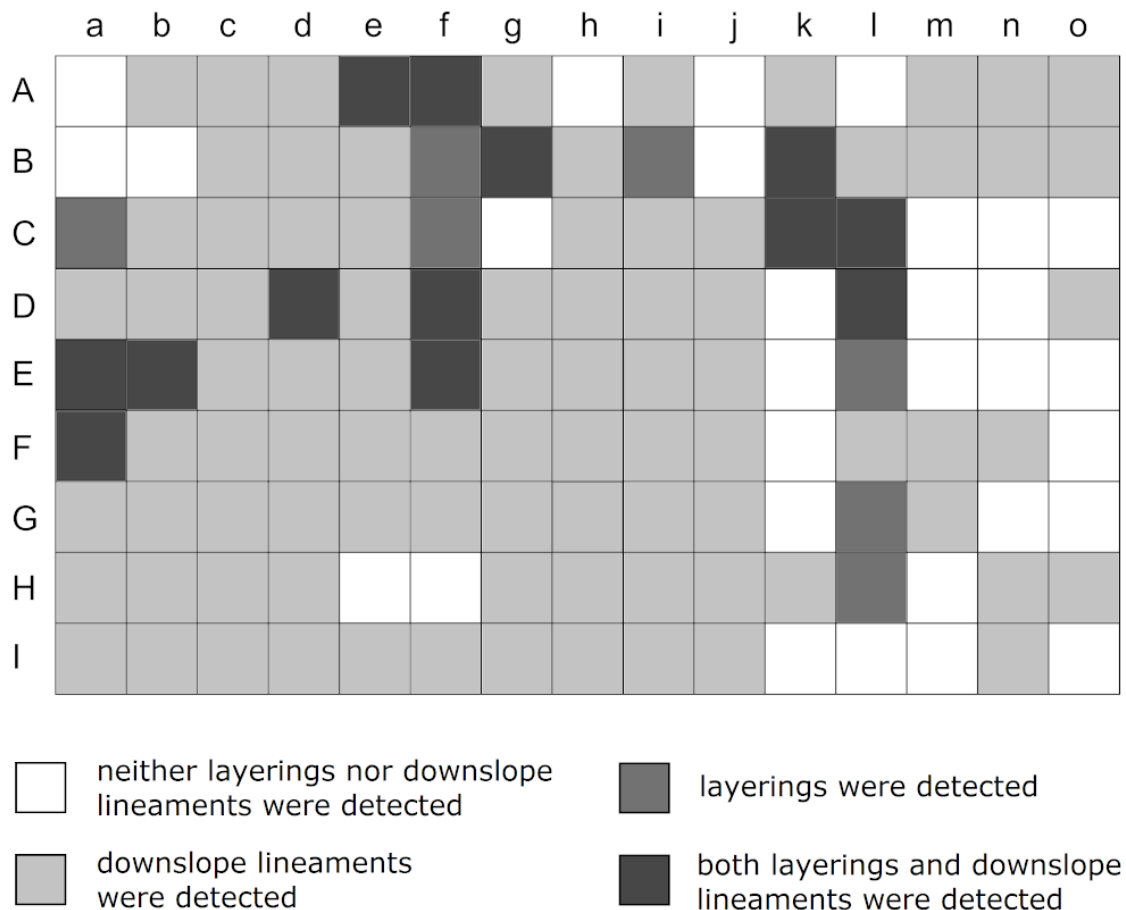 a b c d e f g h i j k l m n o
A
B
C
D
E
F
G
H
I
neither layerings nor downslope
lineaments were detected
layerings were detected
downslope lineaments
were detected
both layerings and downslope
lineaments were detected